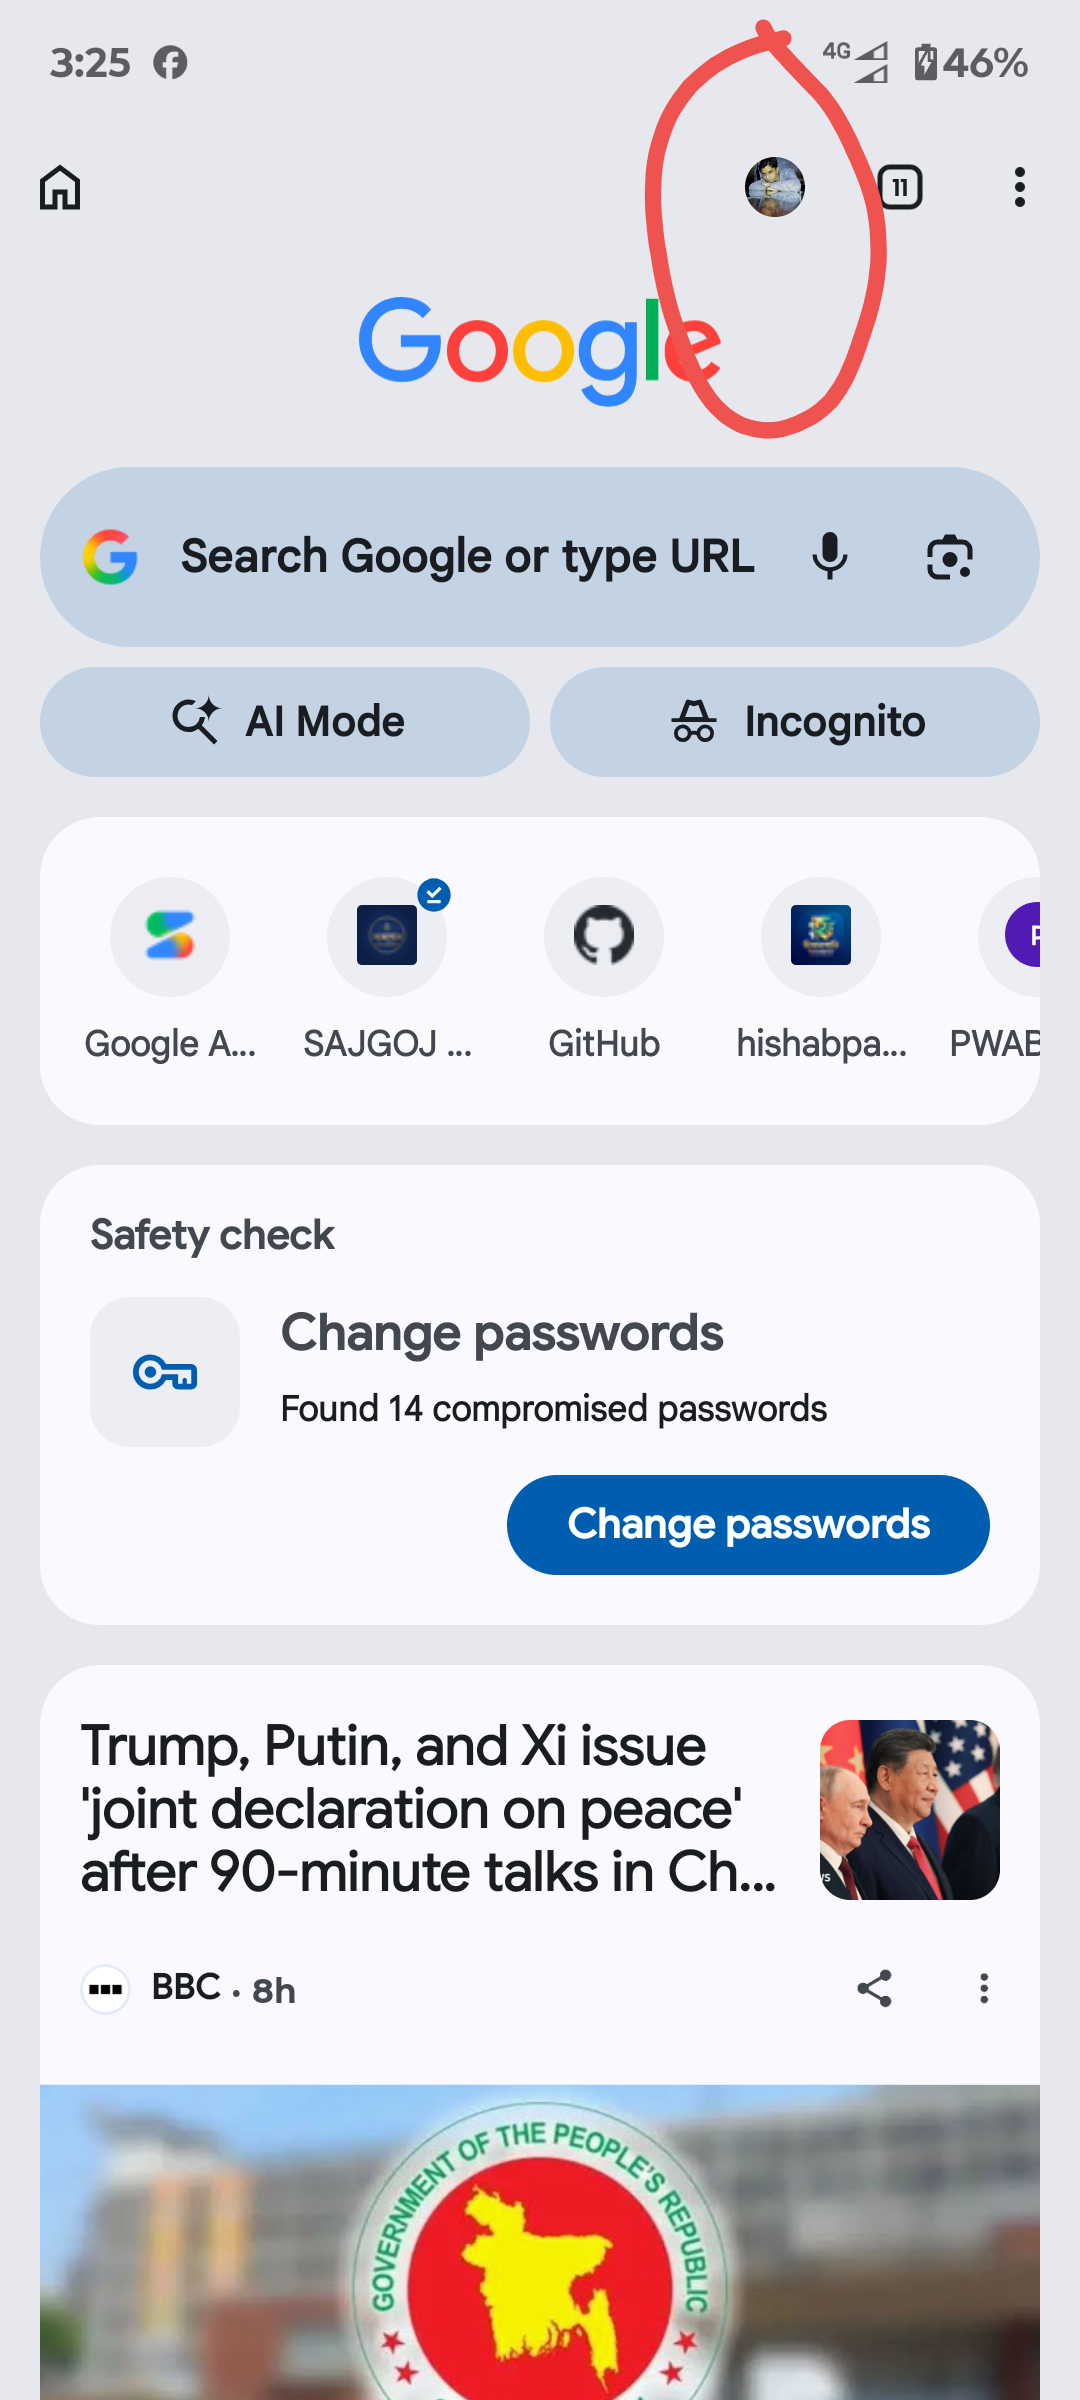 3:25
4G
46%
11
Google
Search Google or type URL
AI Mode
Incognito
Google A...
SAJGOJ ...
GitHub
hishabpa...
PWAB
Safety check
Change passwords
Found 14 compromised passwords
Change passwords
Trump, Putin, and Xi issue
'joint declaration on peace'
after 90-minute talks in Ch...
BBC · 8h
GOVERNMENT OF THE PEOPLE'S REPUBLIC